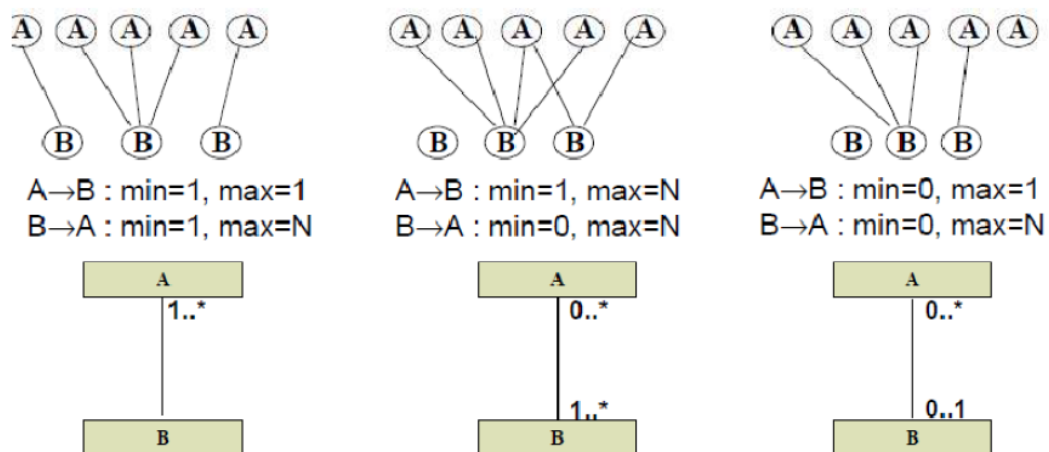 A A A A A
B B B
A→B : min=1, max=1
B→A : min=1, max=N
A
1..*
B
A A A A A
B B B
A→B : min=1, max=N
B→A : min=0, max=N
A
0..*
1..*
B
A A A A A
B B B
A→B : min=0, max=1
B→A : min=0, max=N
A
0..*
0..1
B